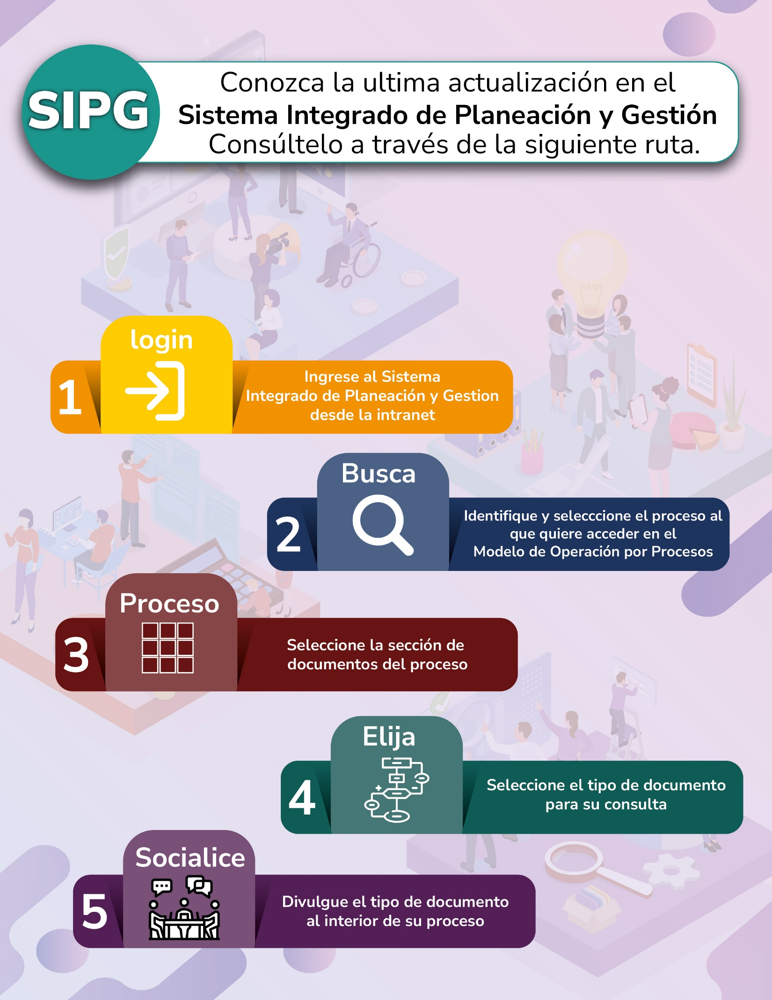 SIPG
Conozca la ultima actualización en el
Sistema Integrado de Planeación y Gestión
Consúltelo a través de la siguiente ruta.
login
1
Ingrese al Sistema
Integrado de Planeación y Gestion
desde la intranet
Busca
2
Identifique y selecccione el proceso al
que quiere acceder en el
Modelo de Operación por Procesos
Proceso
3
Seleccione la sección de
documentos del proceso
Elija
4
Seleccione el tipo de documento
para su consulta
Socialice
5
Divulgue el tipo de documento
al interior de su proceso